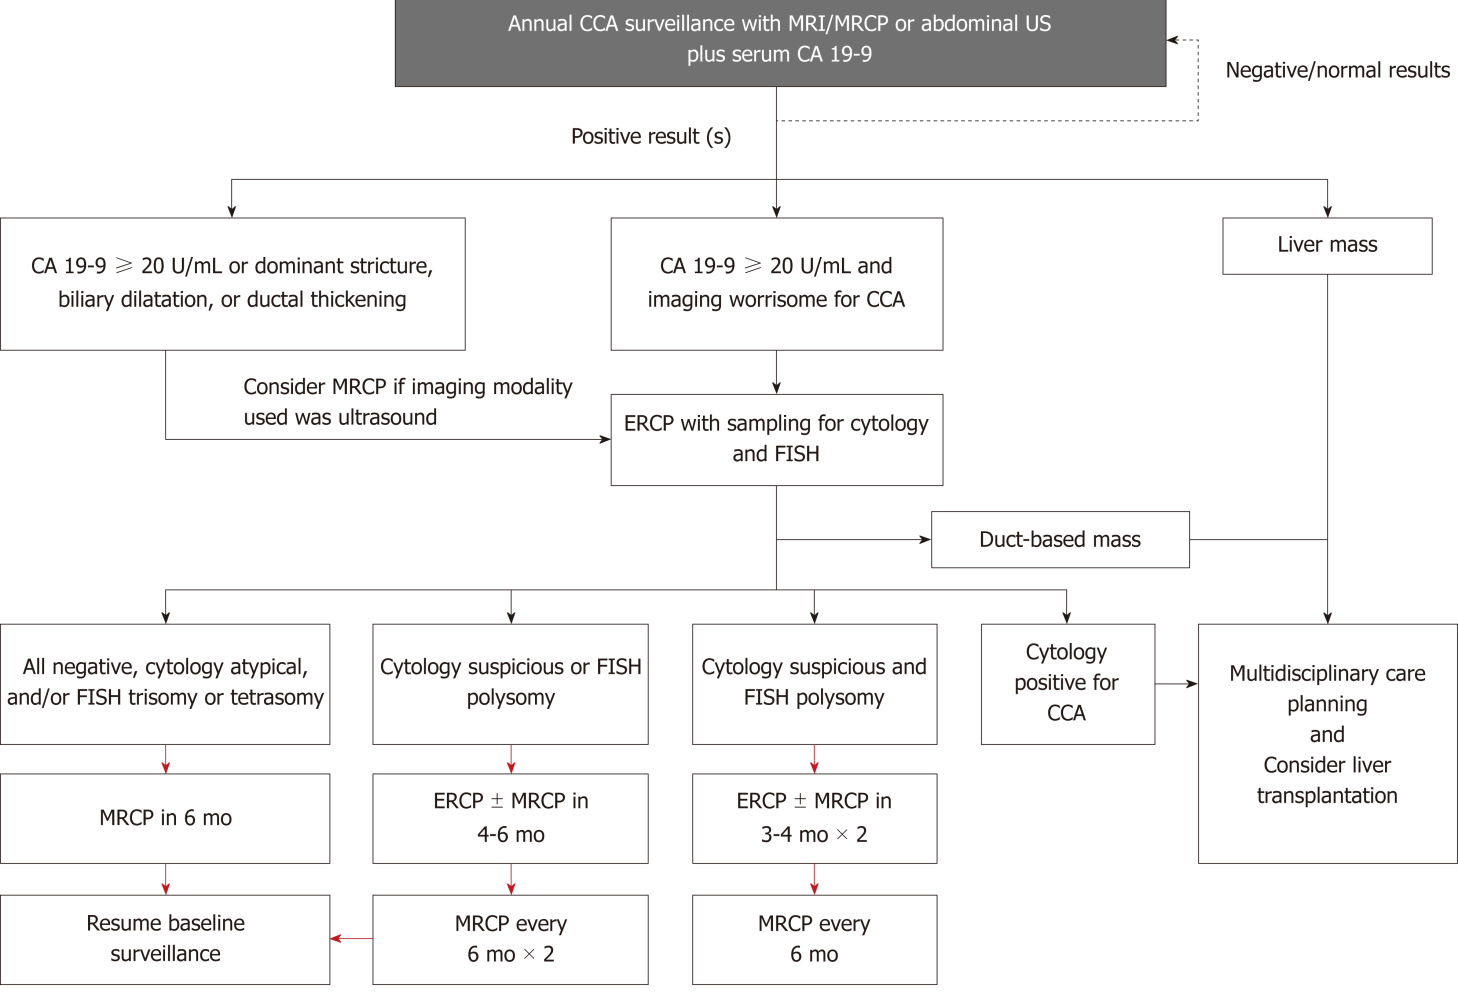 Annual CCA surveillance with MRI/MRCP or abdominal US
plus serum CA 19-9
Negative/normal results
Positive result (s)
CA 19-9 ⩾ 20 U/mL or dominant stricture,
biliary dilatation, or ductal thickening
CA 19-9 ⩾ 20 U/mL and
imaging worrisome for CCA
Liver mass
Consider MRCP if imaging modality
used was ultrasound
ERCP with sampling for cytology
and FISH
Duct-based mass
All negative, cytology atypical,
and/or FISH trisomy or tetrasomy
Cytology suspicious or FISH
polysomy
Cytology suspicious and
FISH polysomy
Cytology
positive for
CCA
Multidisciplinary care
planning
and
Consider liver
transplantation
MRCP in 6 mo
ERCP ± MRCP in
4-6 mo
ERCP ± MRCP in
3-4 mo × 2
Resume baseline
surveillance
MRCP every
6 mo × 2
MRCP every
6 mo